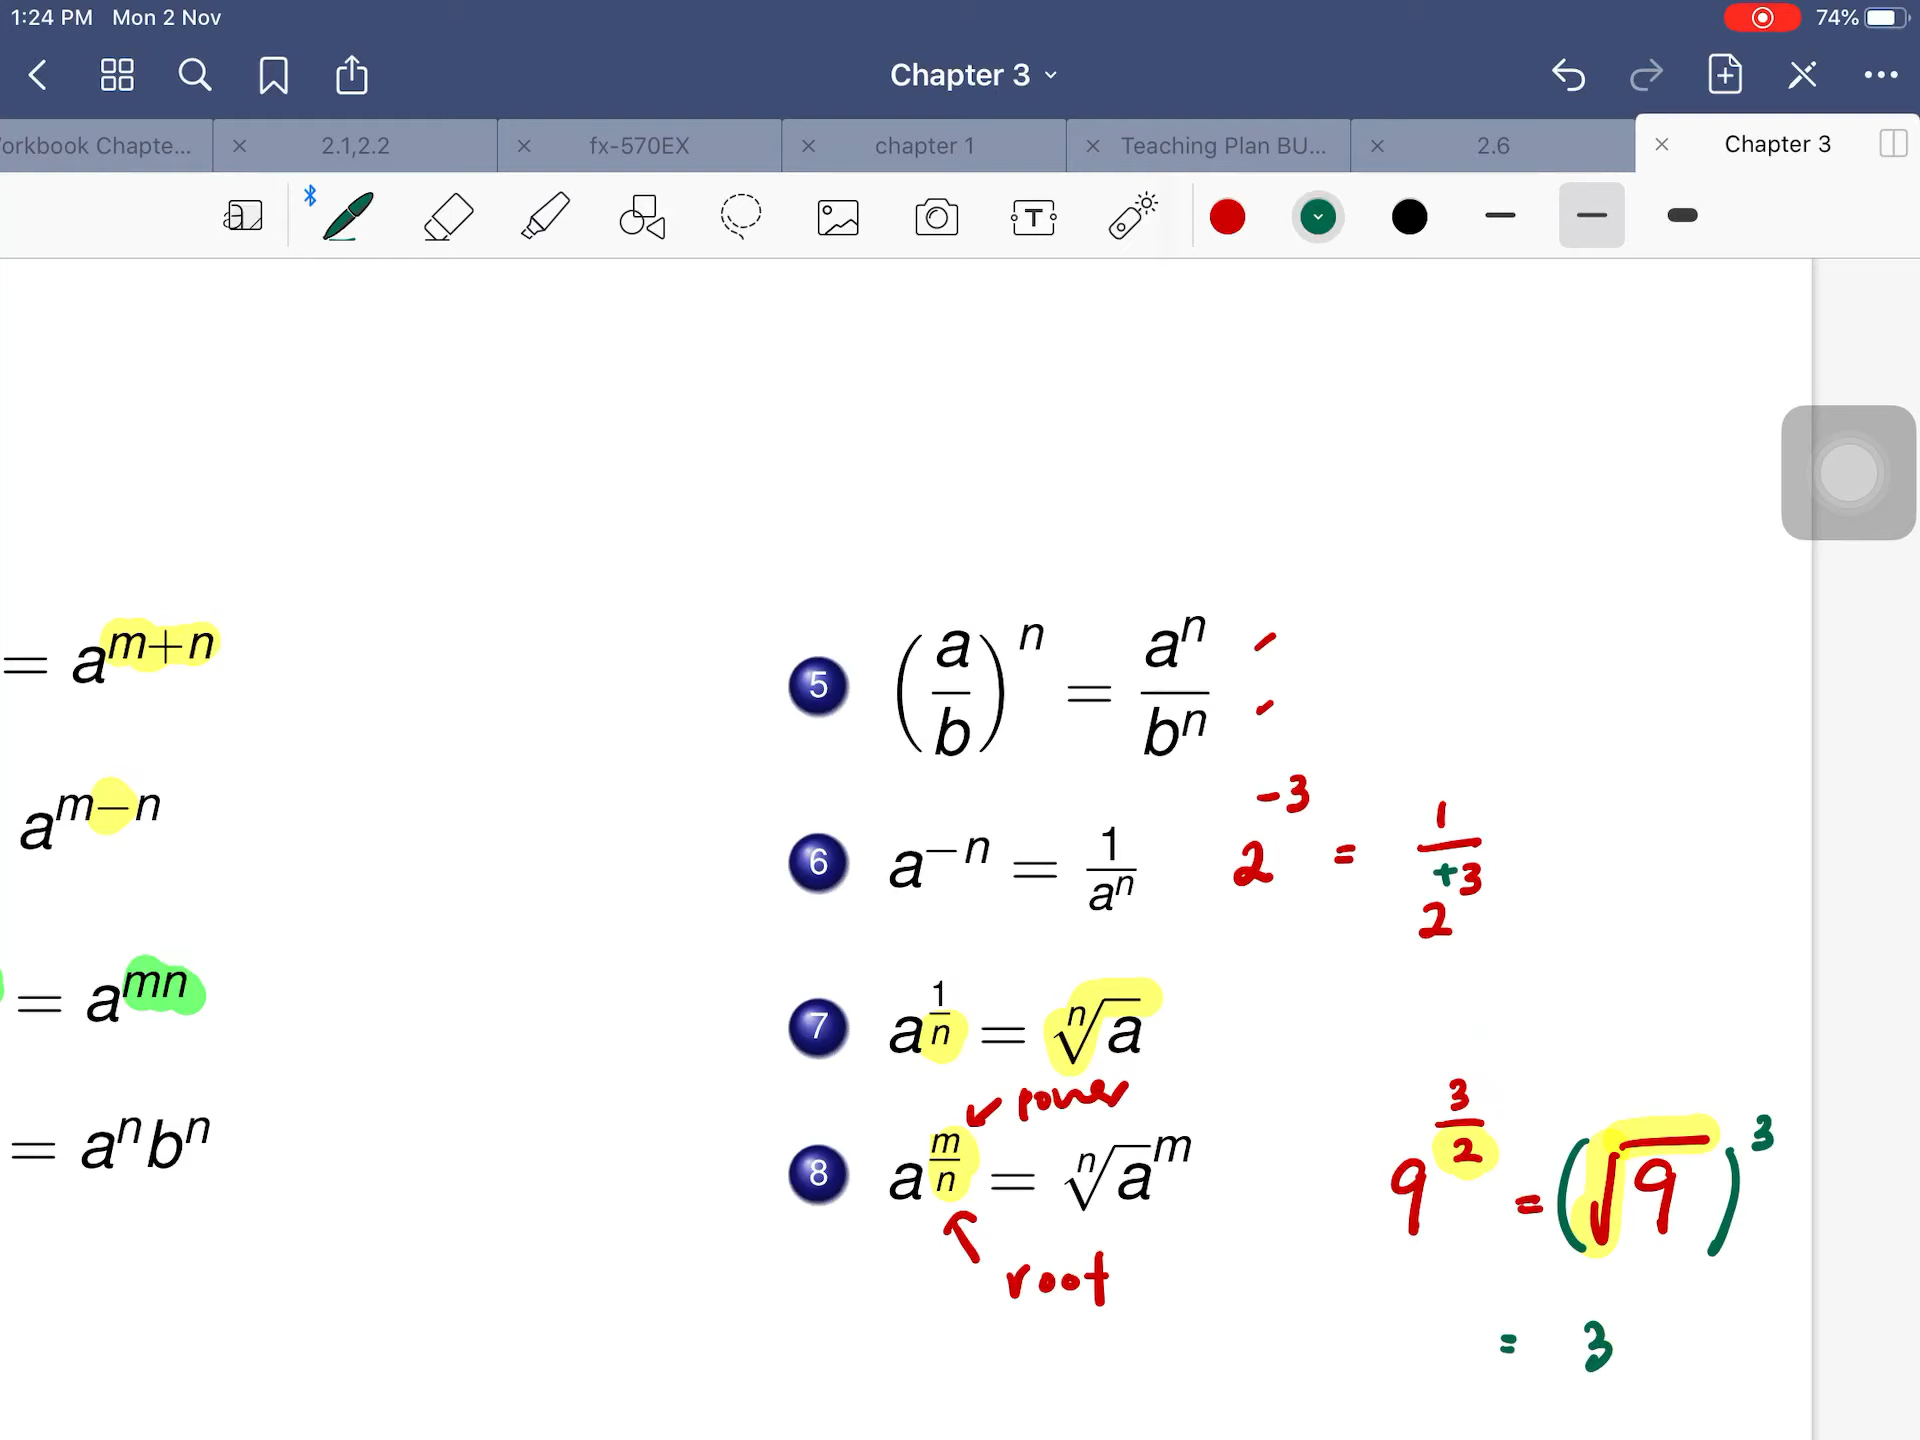 1:24 PM Mon 2 Nov 74%
Chapter 3
orkbook Chapte... 2.1,2.2 fx-570EX chapter 1 Teaching Plan BU... 2.6 Chapter 3
= a^{m+n}
a^{m−n}
= a^{mn}
= a^n b^n
5 (a/b)^n = a^n/b^n
6 a^{−n} = 1/a^n 2^{-3} = 1/2^{+3}
7 a^{1/n} = ⁿ√a
power
8 a^{m/n} = ⁿ√a^m 9^{3/2} = (√9)^3
root
= 3